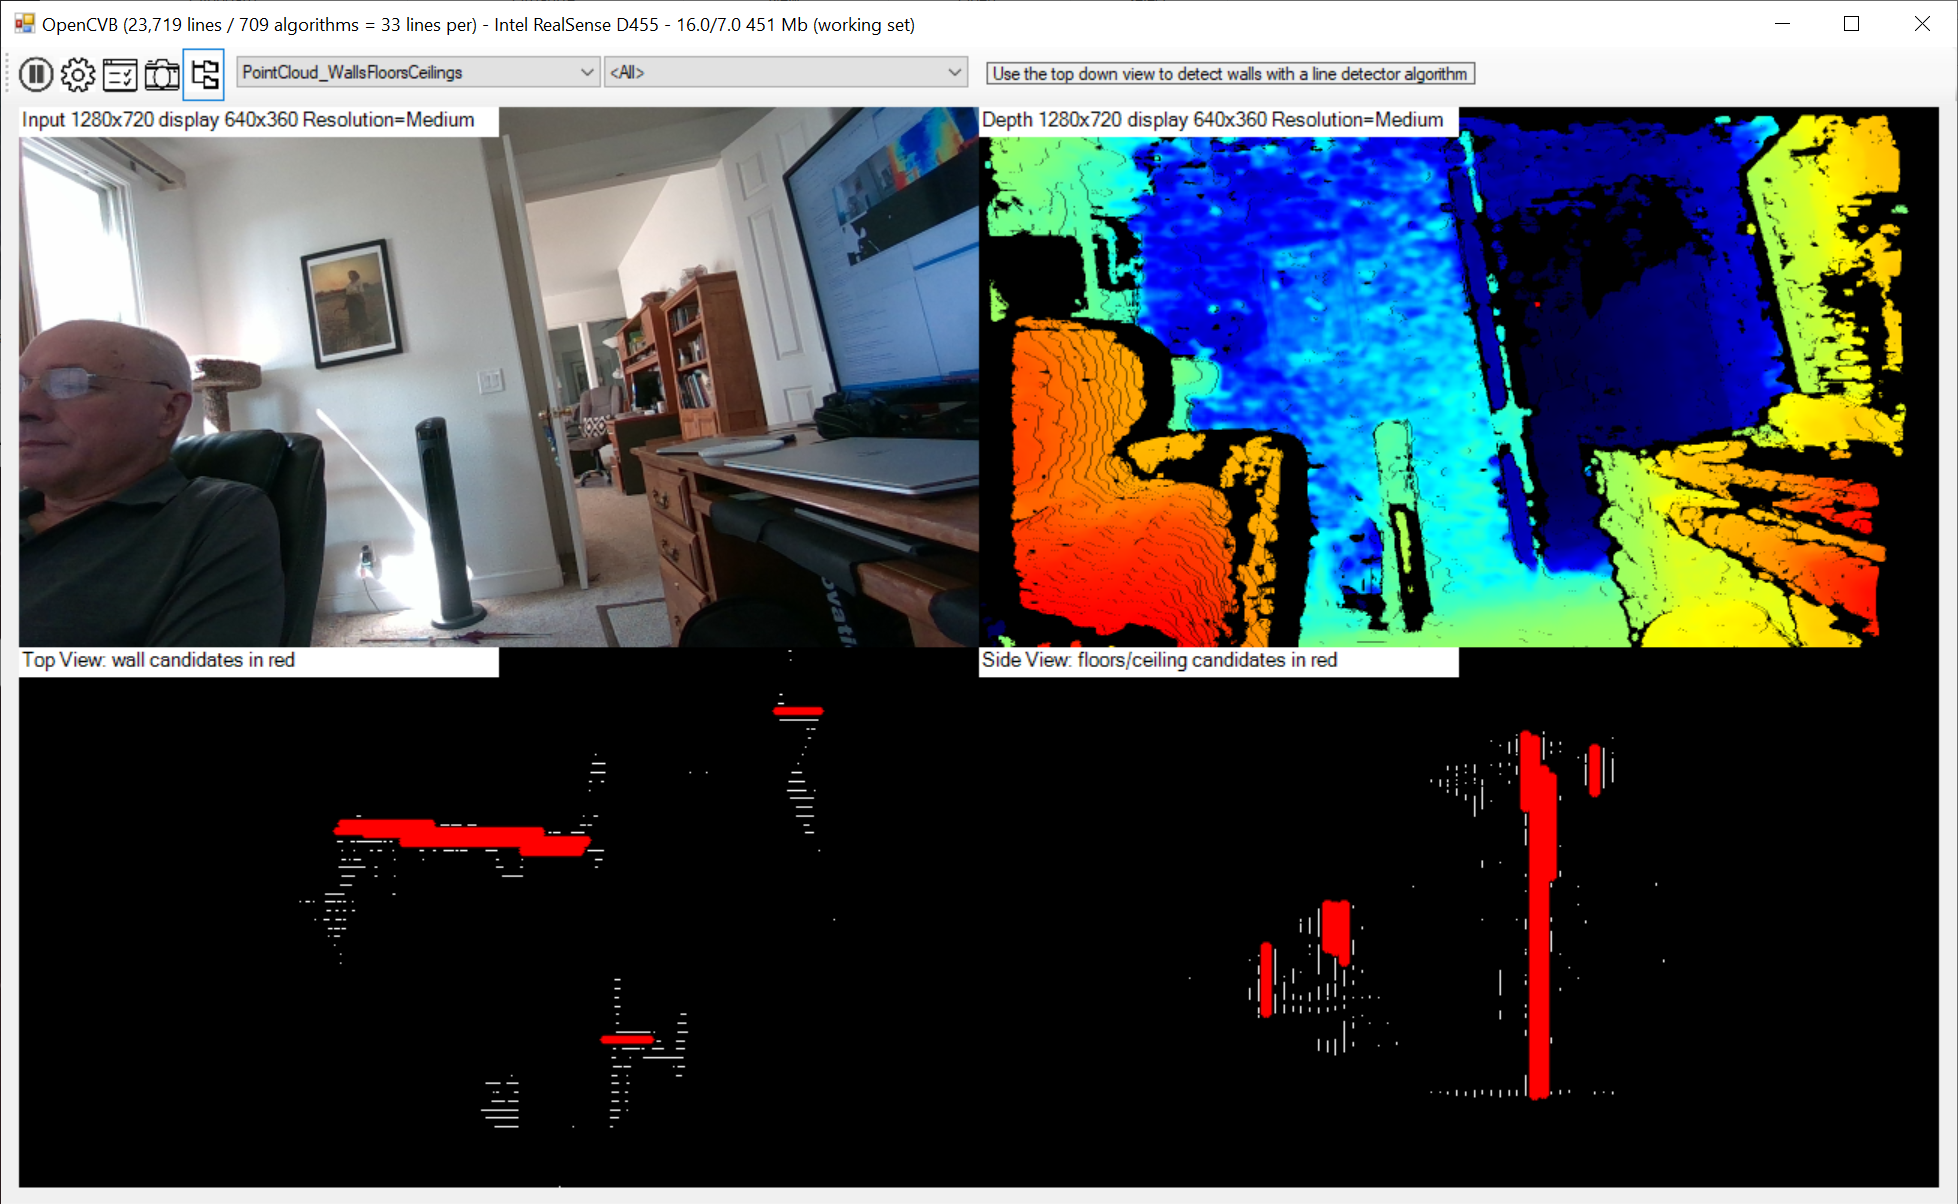 OpenCVB (23,719 lines / 709 algorithms = 33 lines per) - Intel RealSense D455 - 16.0/7.0 451 Mb (working set)
PointCloud_WallsFloorsCeilings
<All>
Use the top down view to detect walls with a line detector algorithm
Input 1280x720 display 640x360 Resolution=Medium
Depth 1280x720 display 640x360 Resolution=Medium
Top View: wall candidates in red
Side View: floors/ceiling candidates in red